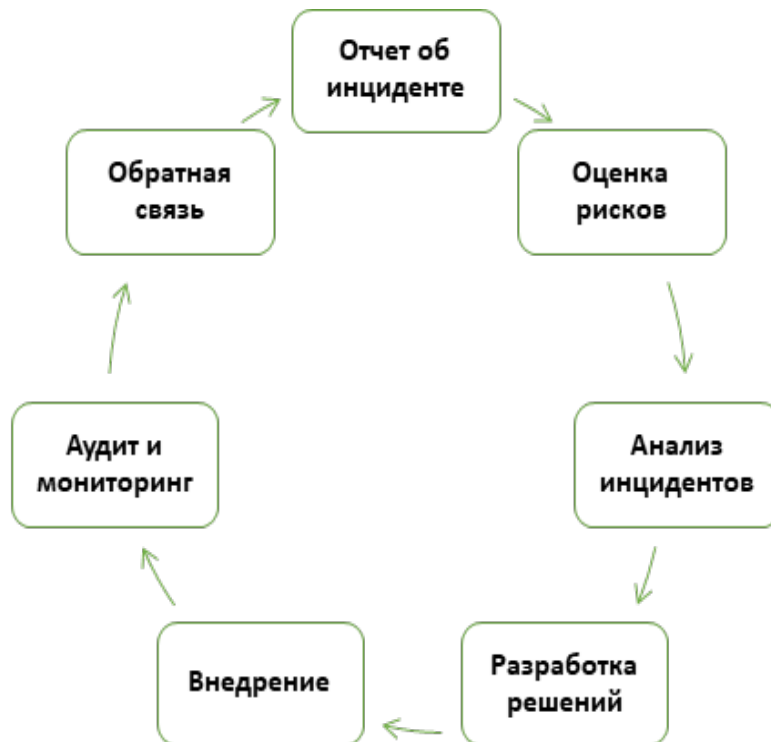 Отчет об
инциденте
Оценка
рисков
Анализ
инцидентов
Разработка
решений
Внедрение
Аудит и
мониторинг
Обратная
связь